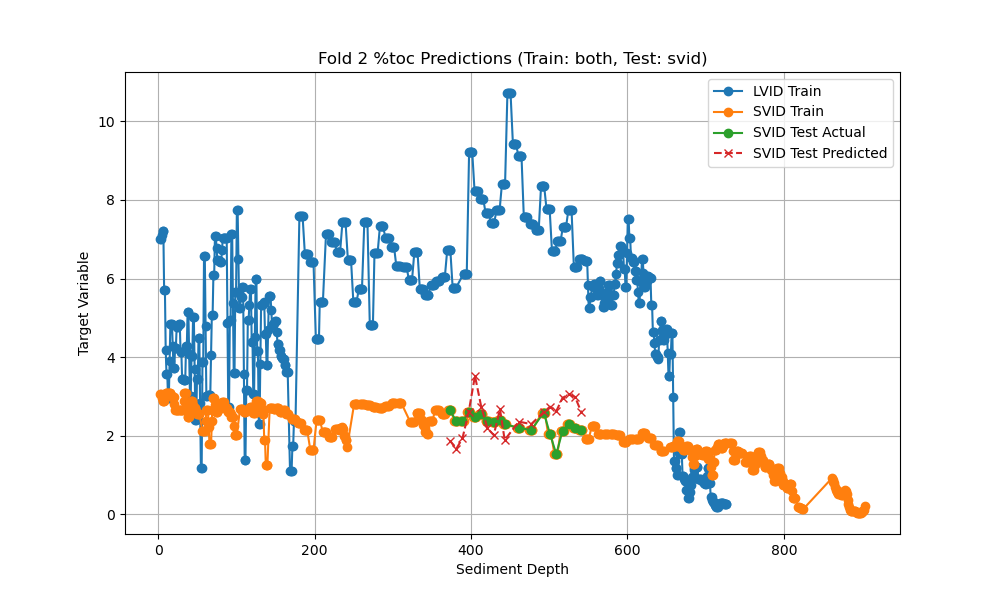 Fold 2 %toc Predictions (Train: both, Test: svid)
LVID Train
SVID Train
SVID Test Actual
SVID Test Predicted
Target Variable
10
8
6
4
2
0
0 200 400 600 800
Sediment Depth